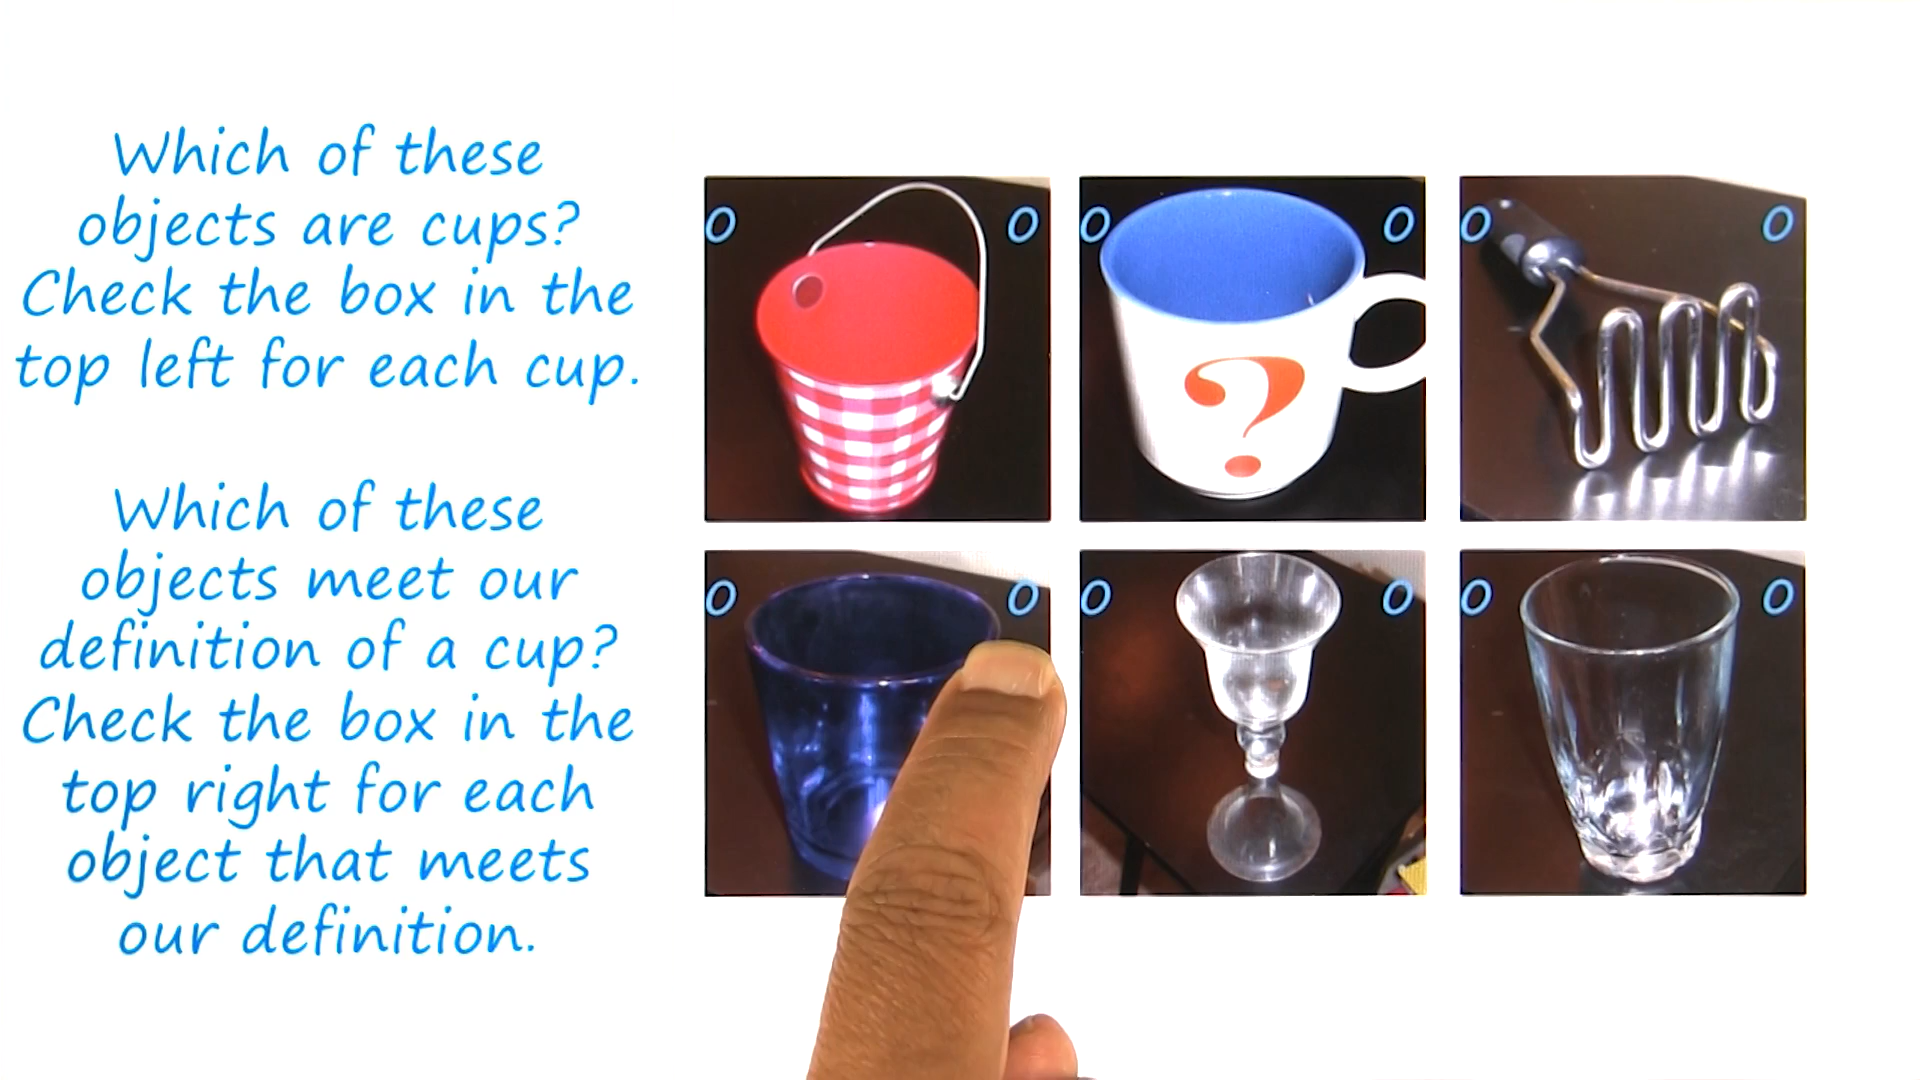 Which of these
objects are cups?
Check the box in the
top left for each cup.
Which of these
objects meet our
definition of a cup?
Check the box in the
top right for each
object that meets
our definition.
?